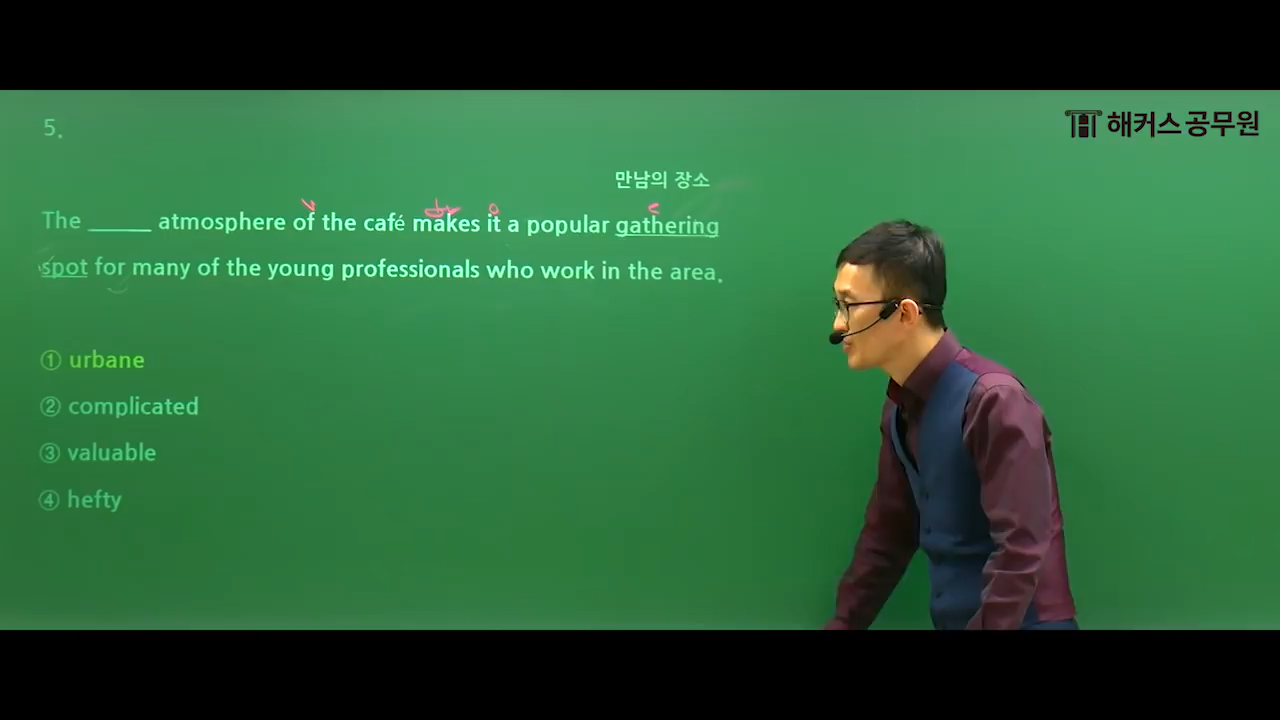 5.
해커스 공무원
만남의 장소
The _____ atmosphere of the café makes it a popular gathering
spot for many of the young professionals who work in the area.
① urbane
② complicated
③ valuable
④ hefty